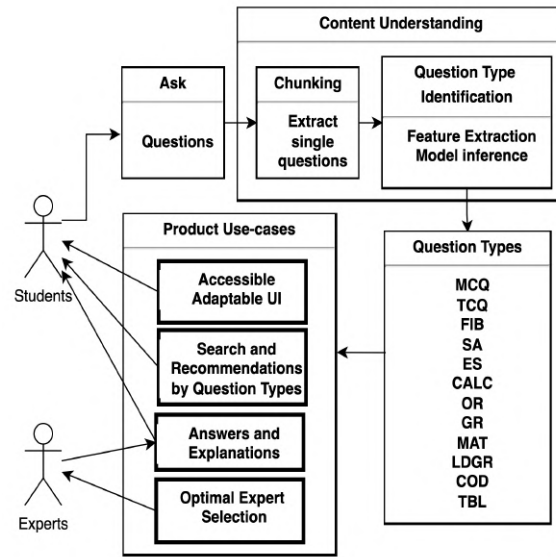 Content Understanding
Ask
Questions
Chunking
Extract
single
questions
Question Type
Identification
Feature Extraction
Model inference
Students
Experts
Product Use-cases
Accessible
Adaptable UI
Search and
Recommendations
by Question Types
Answers and
Explanations
Optimal Expert
Selection
Question Types
MCQ
TCQ
FIB
SA
ES
CALC
OR
GR
MAT
LDGR
COD
TBL